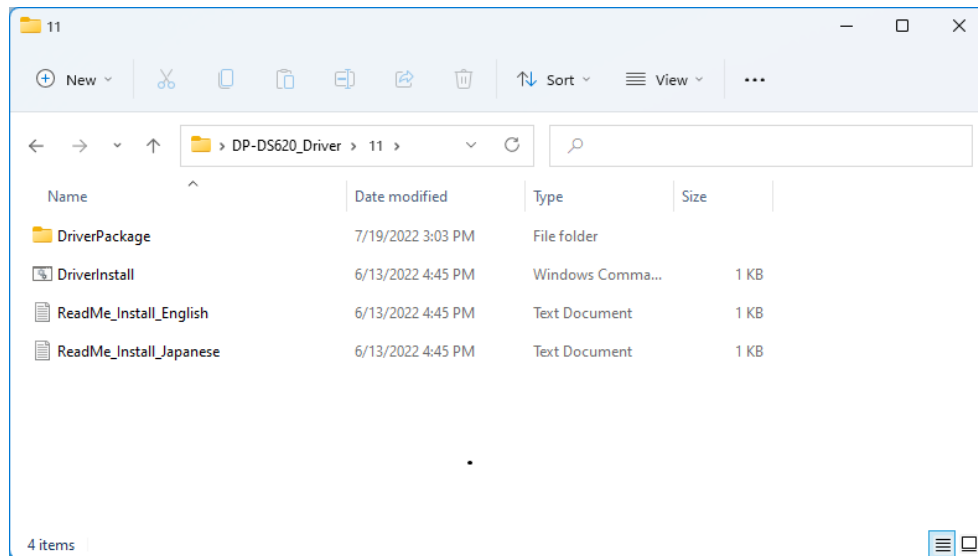 11
New Sort View
DP-DS620_Driver 11
Name Date modified Type Size
DriverPackage 7/19/2022 3:03 PM File folder
DriverInstall 6/13/2022 4:45 PM Windows Comma... 1 KB
ReadMe_Install_English 6/13/2022 4:45 PM Text Document 1 KB
ReadMe_Install_Japanese 6/13/2022 4:45 PM Text Document 1 KB
4 items